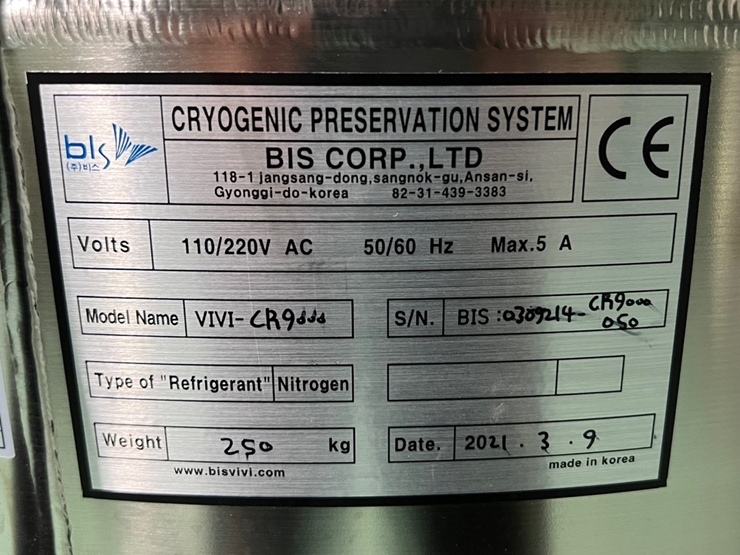 bis
(주)비스
CRYOGENIC PRESERVATION SYSTEM
BIS CORP.,LTD
118-1 jangsang-dong,sangnok-gu,Ansan-si,
Gyonggi-do-korea 82-31-439-3383
CE
Volts 110/220V AC 50/60 Hz Max.5 A
Model Name VIVI-CR9000
S/N. BIS :0309214-CR9000
050
Type of "Refrigerant" Nitrogen
Weight 250 kg
Date. 2021 . 3 . 9
www.bisvivi.com
made in korea